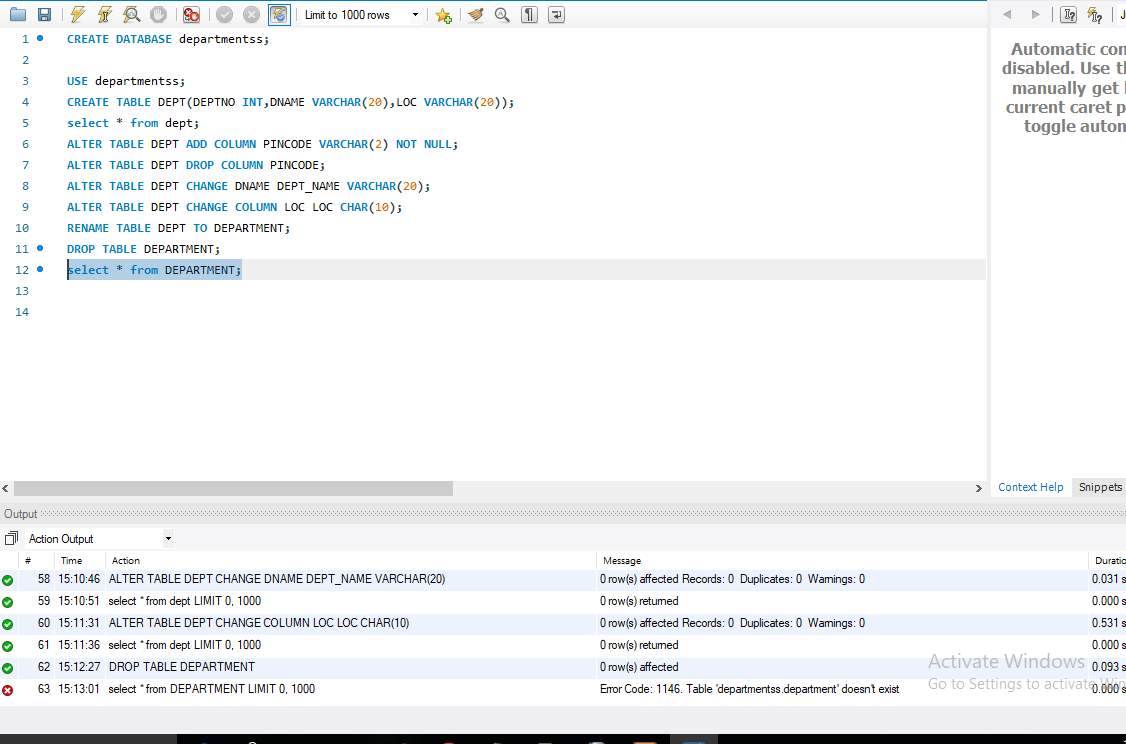 Limit to 1000 rows
1 CREATE DATABASE departmentss;
2
3 USE departmentss;
4 CREATE TABLE DEPT(DEPTNO INT,DNAME VARCHAR(20),LOC VARCHAR(20));
5 select * from dept;
6 ALTER TABLE DEPT ADD COLUMN PINCODE VARCHAR(2) NOT NULL;
7 ALTER TABLE DEPT DROP COLUMN PINCODE;
8 ALTER TABLE DEPT CHANGE DNAME DEPT_NAME VARCHAR(20);
9 ALTER TABLE DEPT CHANGE COLUMN LOC LOC CHAR(10);
10 RENAME TABLE DEPT TO DEPARTMENT;
11 DROP TABLE DEPARTMENT;
12 select * from DEPARTMENT;
13
14
Automatic con
disabled. Use th
manually get
current caret p
toggle autom
Context Help Snippets
Output
Action Output
# Time Action Message Duratio
58 15:10:46 ALTER TABLE DEPT CHANGE DNAME DEPT_NAME VARCHAR(20) 0 row(s) affected Records: 0 Duplicates: 0 Warnings: 0 0.031 s
59 15:10:51 select * from dept LIMIT 0, 1000 0 row(s) returned 0.000 s
60 15:11:31 ALTER TABLE DEPT CHANGE COLUMN LOC LOC CHAR(10) 0 row(s) affected Records: 0 Duplicates: 0 Warnings: 0 0.531 s
61 15:11:36 select * from dept LIMIT 0, 1000 0 row(s) returned 0.000 s
62 15:12:27 DROP TABLE DEPARTMENT 0 row(s) affected 0.093 s
63 15:13:01 select * from DEPARTMENT LIMIT 0, 1000 Error Code: 1146. Table 'departmentss.department' doesn't exist 0.000 s
Activate Windows
Go to Settings to activate Win